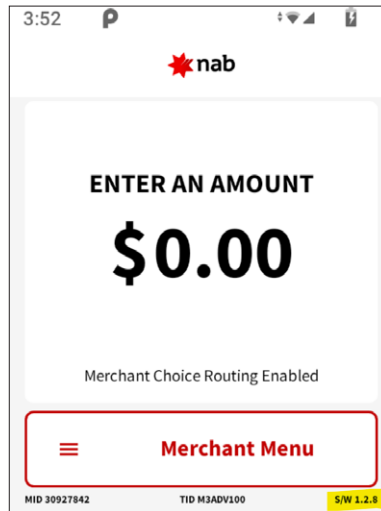 3:52
nab
ENTER AN AMOUNT
$0.00
Merchant Choice Routing Enabled
Merchant Menu
MID 30927842 TID M3ADV100 S/W 1.2.8